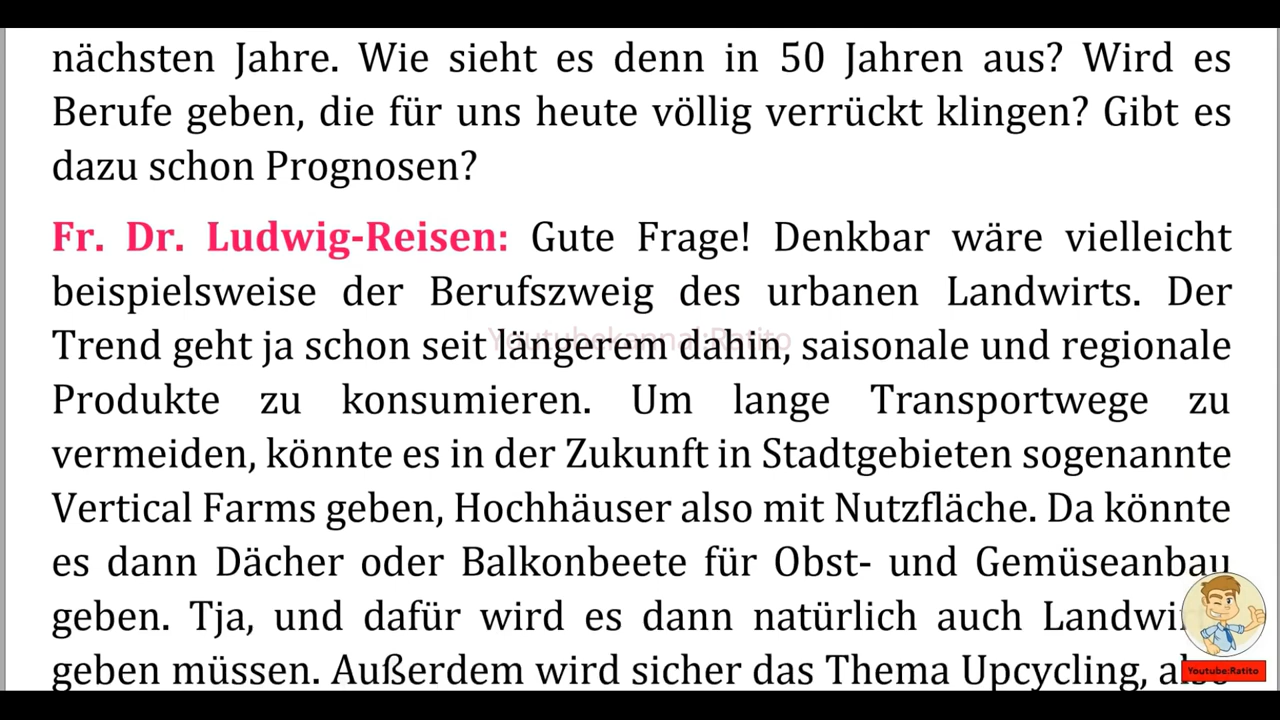 nächsten Jahre. Wie sieht es denn in 50 Jahren aus? Wird es
Berufe geben, die für uns heute völlig verrückt klingen? Gibt es
dazu schon Prognosen?
Fr. Dr. Ludwig-Reisen: Gute Frage! Denkbar wäre vielleicht
beispielsweise der Berufszweig des urbanen Landwirts. Der
Trend geht ja schon seit längerem dahin, saisonale und regionale
Youtubekannal:Ratito
Produkte zu konsumieren. Um lange Transportwege zu
vermeiden, könnte es in der Zukunft in Stadtgebieten sogenannte
Vertical Farms geben, Hochhäuser also mit Nutzfläche. Da könnte
es dann Dächer oder Balkonbeete für Obst- und Gemüseanbau
geben. Tja, und dafür wird es dann natürlich auch
geben müssen. Außerdem wird sicher das Thema Upcycling, also
Youtube:Ratito